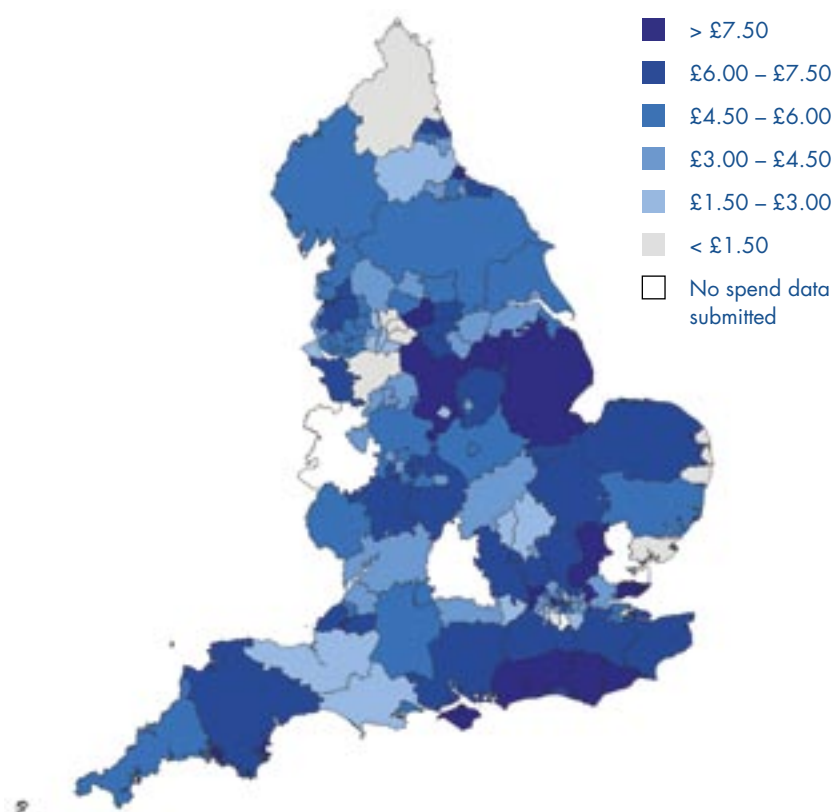 > £7.50
£6.00 – £7.50
£4.50 – £6.00
£3.00 – £4.50
£1.50 – £3.00
< £1.50
No spend data
submitted